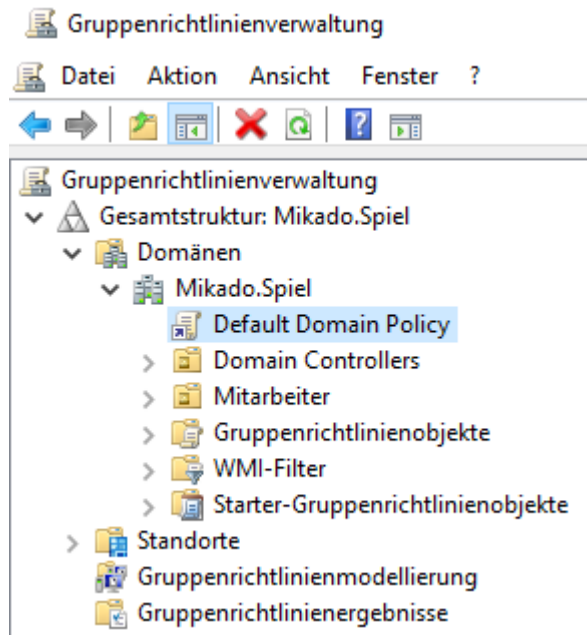 Gruppenrichtlinienverwaltung
Datei Aktion Ansicht Fenster ?
Gruppenrichtlinienverwaltung
Gesamtstruktur: Mikado.Spiel
Domänen
Mikado.Spiel
Default Domain Policy
Domain Controllers
Mitarbeiter
Gruppenrichtlinienobjekte
WMI-Filter
Starter-Gruppenrichtlinienobjekte
Standorte
Gruppenrichtlinienmodellierung
Gruppenrichtlinienergebnisse